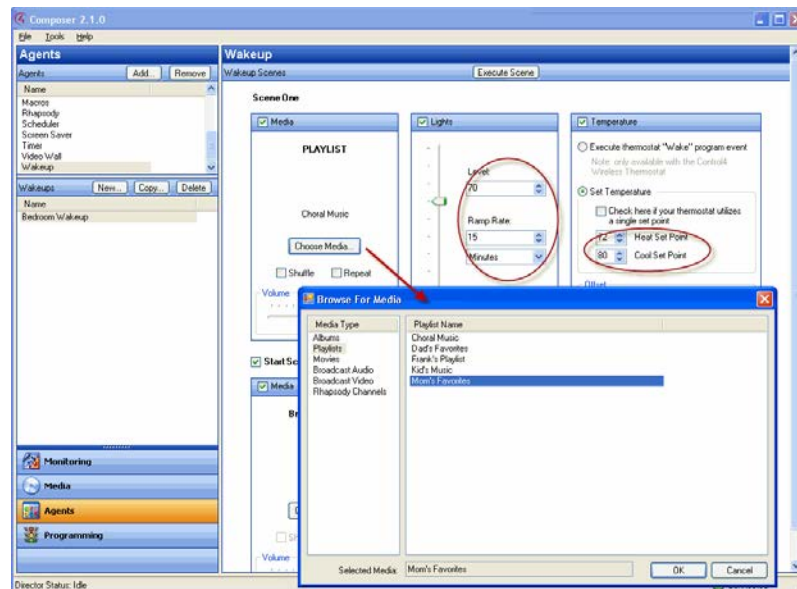 Composer 2.1.0
File Tools Help
Agents
Agents Add... Remove
Name
Macros
Rhapsody
Scheduler
Screen Saver
Timer
Video Wall
Wakeup
Wakeups New... Copy... Delete
Name
Bedroom Wakeup
Monitoring
Media
Agents
Programming
Director Status: Idle
Wakeup
Wakeup Scenes Execute Scene
Scene One
Media
PLAYLIST
Choral Music
Choose Media...
Shuffle Repeat
Volume
Lights
Level:
70
Ramp Rate:
15
Minutes
Temperature
Execute thermostat "Wake" program event
Note: only available with the Control4
Wireless Thermostat
Set Temperature
Check here if your thermostat utilizes
a single set point
72 Heat Set Point
80 Cool Set Point
Offset
Start Sc
Media
Br
Volume
Browse For Media
Media Type
Albums
Playlists
Movies
Broadcast Audio
Broadcast Video
Rhapsody Channels
Playlist Name
Choral Music
Dad's Favorites
Frank's Playlist
Kid's Music
Mom's Favorites
Selected Media: Mom's Favorites OK Cancel